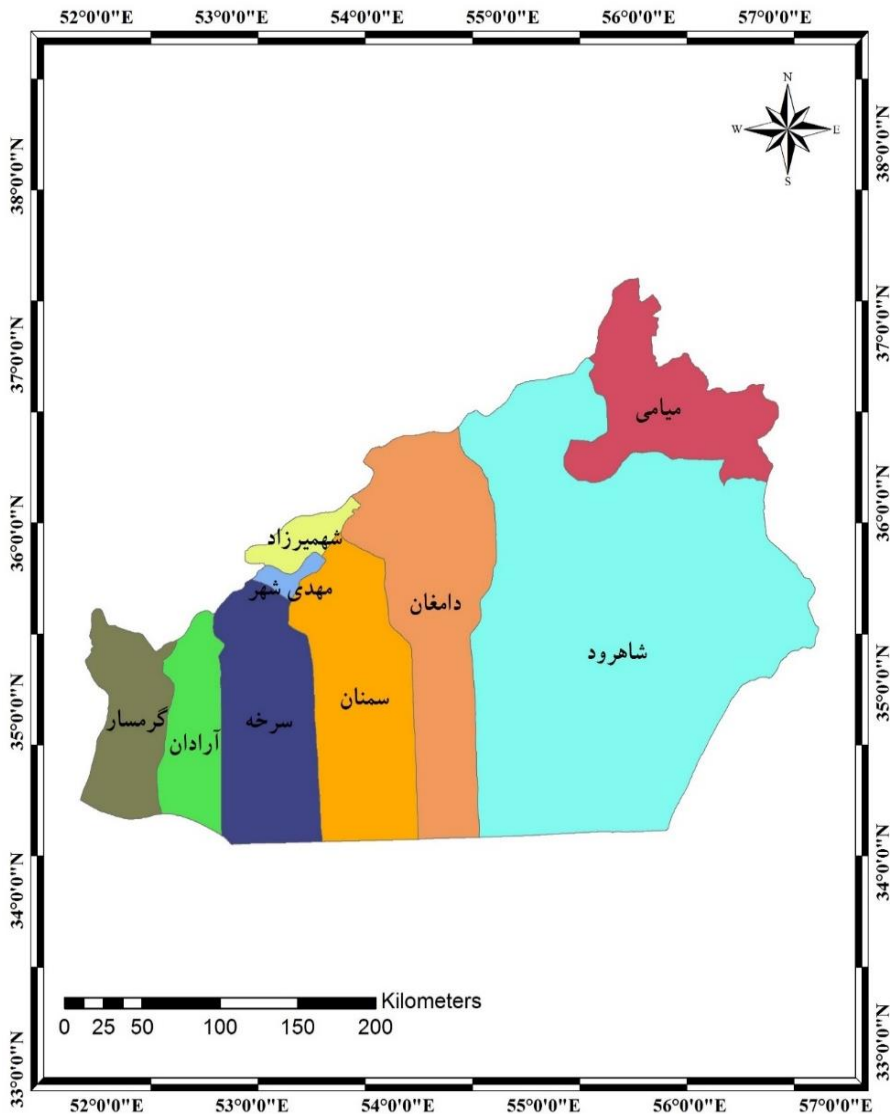 52°0'0"E 53°0'0"E 54°0'0"E 55°0'0"E 56°0'0"E 57°0'0"E
N
W E
S
38°0'0"N 38°0'0"N
37°0'0"N 37°0'0"N
میامی
36°0'0"N 36°0'0"N
شهمیرزاد
مهدی شهر
دامغان
شاهرود
35°0'0"N 35°0'0"N
سمنان
سرخه
گرمسار
آرادان
34°0'0"N 34°0'0"N
Kilometers
0 25 50 100 150 200
33°0'0"N 33°0'0"N
52°0'0"E 53°0'0"E 54°0'0"E 55°0'0"E 56°0'0"E 57°0'0"E